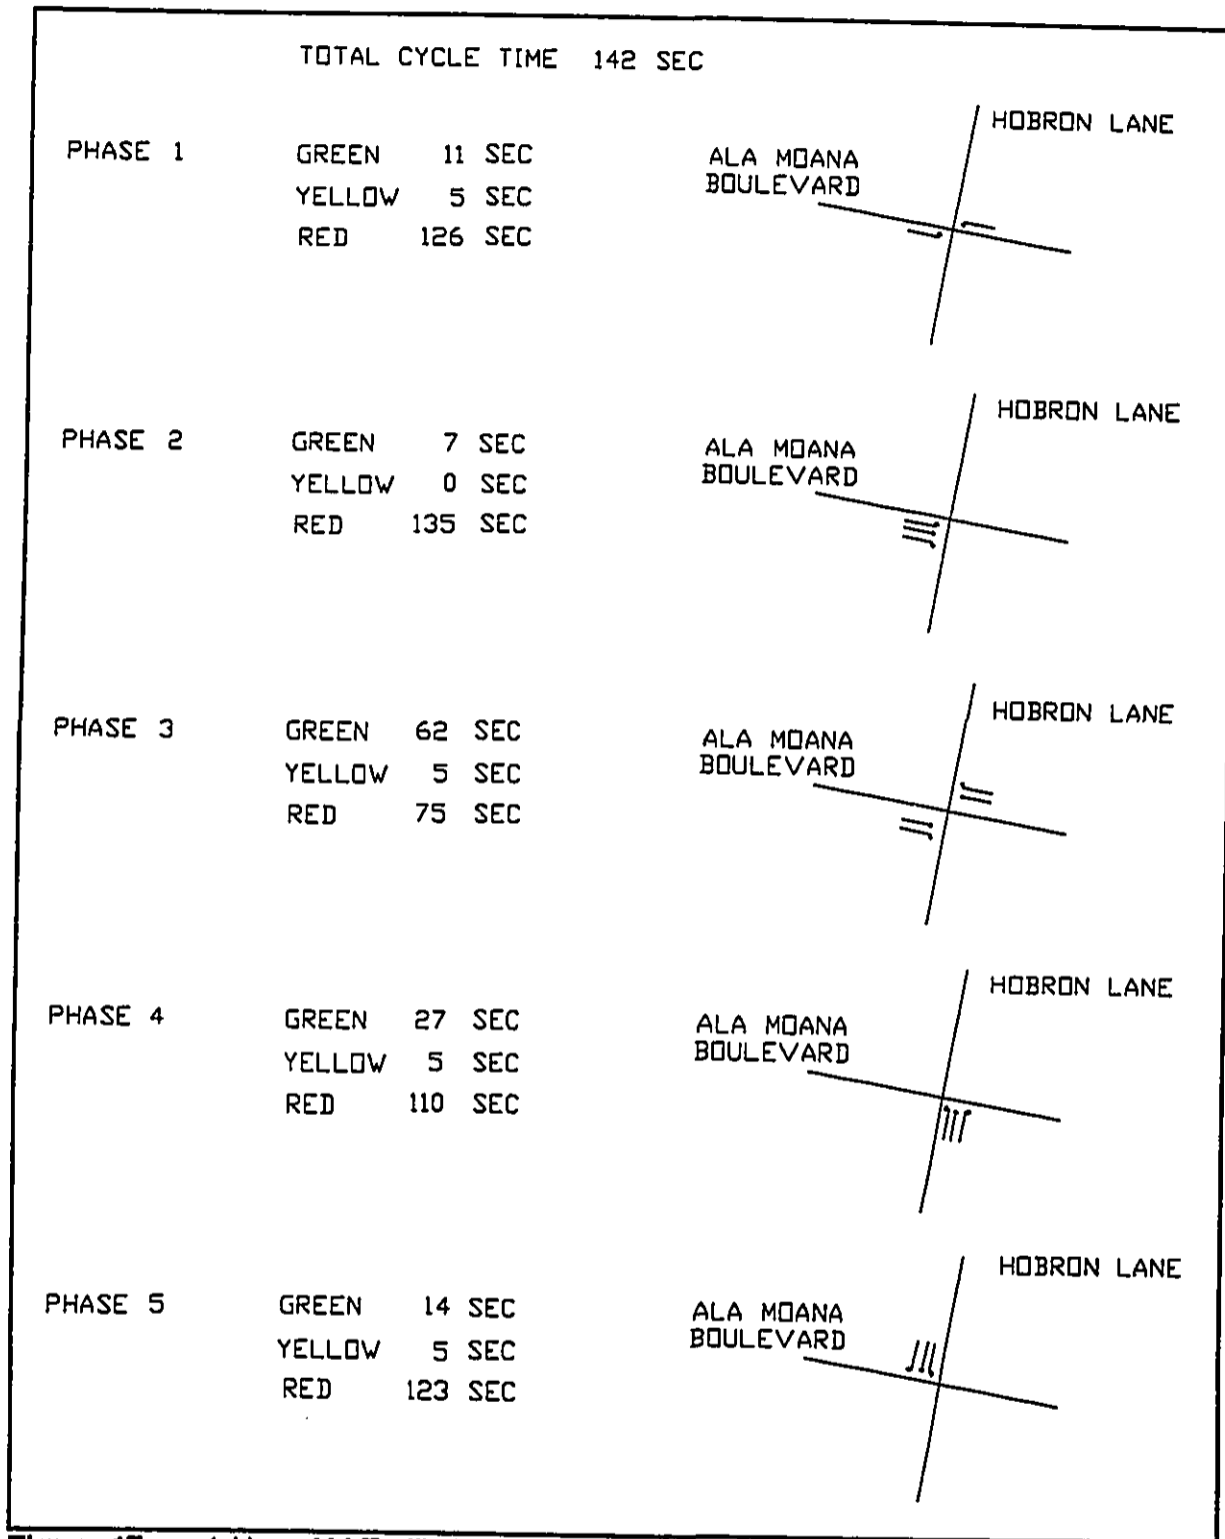 TOTAL CYCLE TIME 142 SEC
HOBRON LANE
PHASE 1
GREEN 11 SEC
YELLOW 5 SEC
RED 126 SEC
ALA MOANA
BOULEVARD
HOBRON LANE
PHASE 2
GREEN 7 SEC
YELLOW 0 SEC
RED 135 SEC
ALA MOANA
BOULEVARD
HOBRON LANE
PHASE 3
GREEN 62 SEC
YELLOW 5 SEC
RED 75 SEC
ALA MOANA
BOULEVARD
HOBRON LANE
PHASE 4
GREEN 27 SEC
YELLOW 5 SEC
RED 110 SEC
ALA MOANA
BOULEVARD
HOBRON LANE
PHASE 5
GREEN 14 SEC
YELLOW 5 SEC
RED 123 SEC
ALA MOANA
BOULEVARD